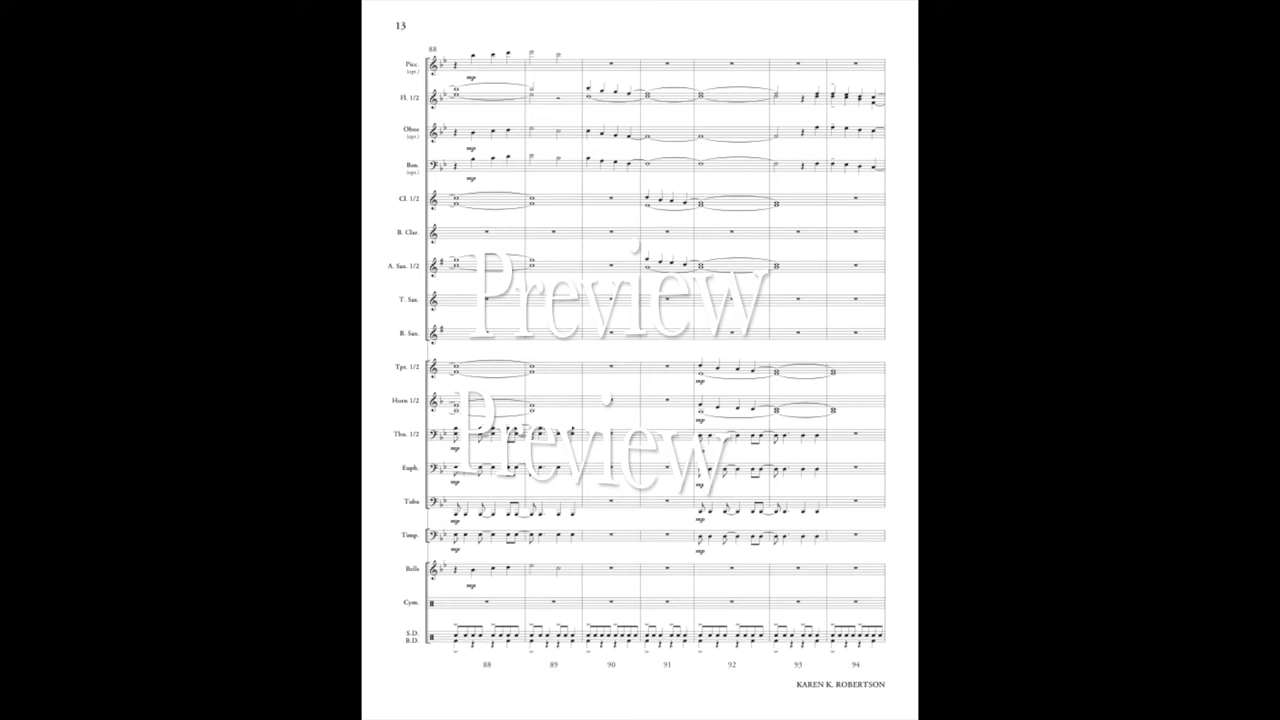 13
88
Picc.
(opt.)
mp
Fl. 1/2
Oboe
(opt.)
mp
Bsn.
(opt.)
mp
Cl. 1/2
B. Clar.
A. Sax. 1/2
T. Sax.
B. Sax.
Preview
Tpt. 1/2
mp
Horn 1/2
mp
Tbn. 1/2
mp
Preview
Euph.
mp
mp
Tuba
mp
mp
Timp.
mp
mp
Bells
mp
Cym.
S.D.
B.D.
88 89 90 91 92 93 94
KAREN K. ROBERTSON